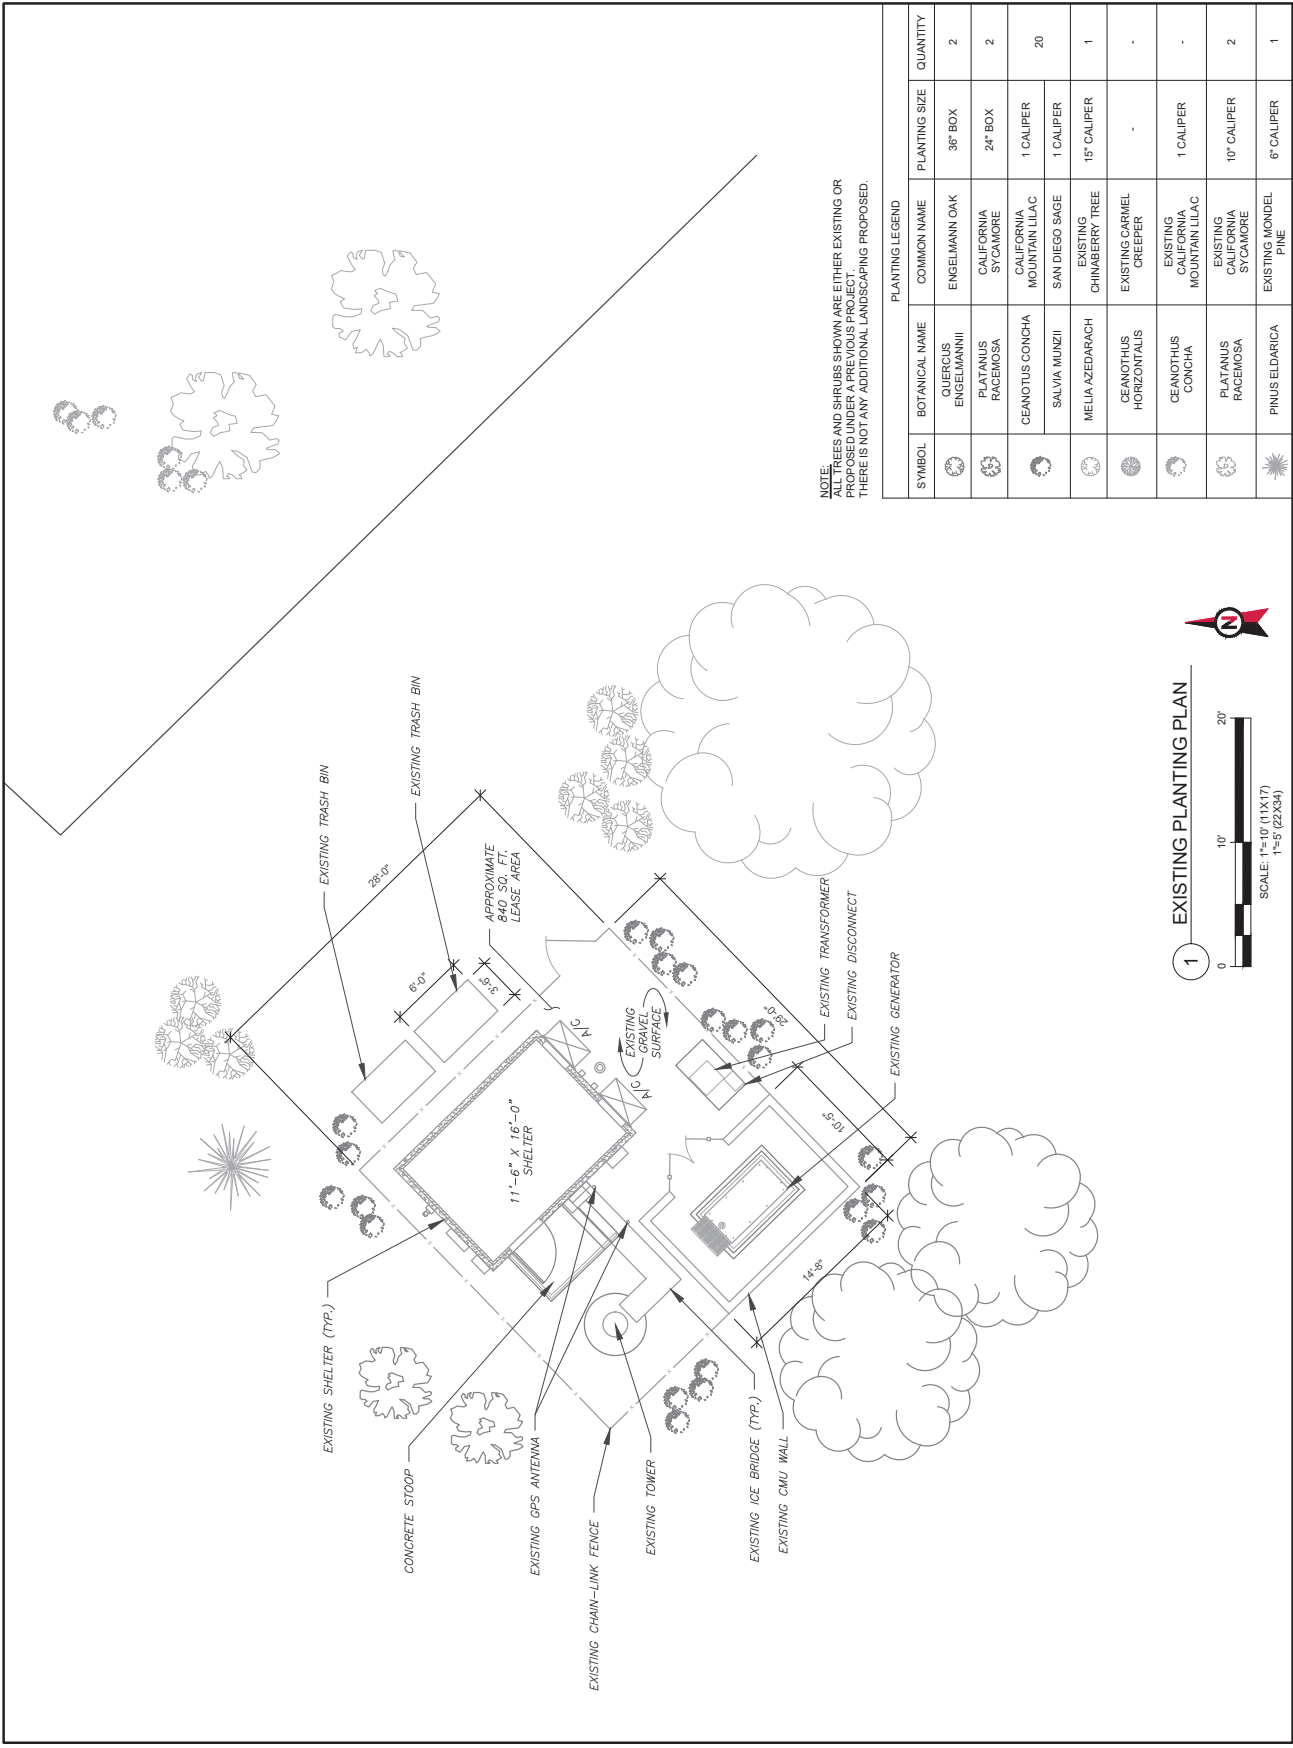 EXISTING SHELTER (TYP.)
CONCRETE STOOP
EXISTING GPS ANTENNA
EXISTING CHAIN-LINK FENCE
EXISTING TOWER
EXISTING ICE BRIDGE (TYP.)
EXISTING CMU WALL
11'-6" X 16'-0"
SHELTER
A/C
A/C
EXISTING
GRAVEL
SURFACE
14'-8"
10'-5"
29'-0"
28'-0"
6'-0"
3'-6"
EXISTING TRASH BIN
EXISTING TRASH BIN
APPROXIMATE
840 SQ. FT.
LEASE AREA
EXISTING TRANSFORMER
EXISTING DISCONNECT
EXISTING GENERATOR
1
EXISTING PLANTING PLAN
0 10' 20'
SCALE: 1"=10' (11X17)
1"=5' (22X34)
N
NOTE:
ALL TREES AND SHRUBS SHOWN ARE EITHER EXISTING OR
PROPOSED UNDER A PREVIOUS PROJECT.
THERE IS NOT ANY ADDITIONAL LANDSCAPING PROPOSED.
PLANTING LEGEND
SYMBOL BOTANICAL NAME COMMON NAME PLANTING SIZE QUANTITY
QUERCUS
ENGELMANNII
ENGELMANN OAK 36" BOX 2
PLATANUS
RACEMOSA
CALIFORNIA
SYCAMORE
24" BOX 2
CEANOTUS CONCHA
CALIFORNIA
MOUNTAIN LILAC
1 CALIPER
20
SALVIA MUNZII SAN DIEGO SAGE 1 CALIPER
MELIA AZEDARACH
EXISTING
CHINABERRY TREE
15" CALIPER 1
CEANOTHUS
HORIZONTALIS
EXISTING CARMEL
CREEPER
- -
CEANOTHUS
CONCHA
EXISTING
CALIFORNIA
MOUNTAIN LILAC
1 CALIPER -
PLATANUS
RACEMOSA
EXISTING
CALIFORNIA
SYCAMORE
10" CALIPER 2
PINUS ELDARICA
EXISTING MONDEL
PINE
6" CALIPER 1